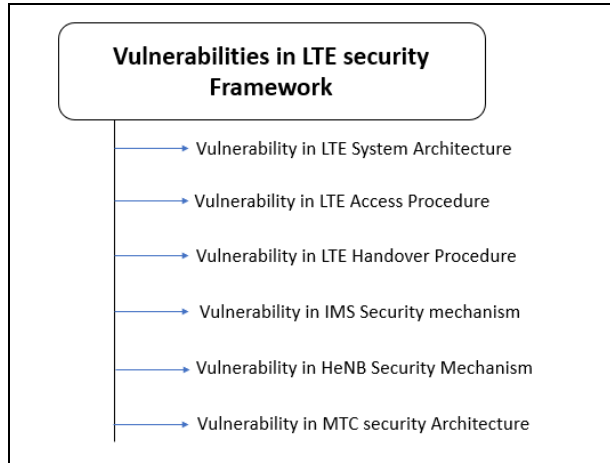 Vulnerabilities in LTE security
Framework
Vulnerability in LTE System Architecture
Vulnerability in LTE Access Procedure
Vulnerability in LTE Handover Procedure
Vulnerability in IMS Security mechanism
Vulnerability in HeNB Security Mechanism
Vulnerability in MTC security Architecture